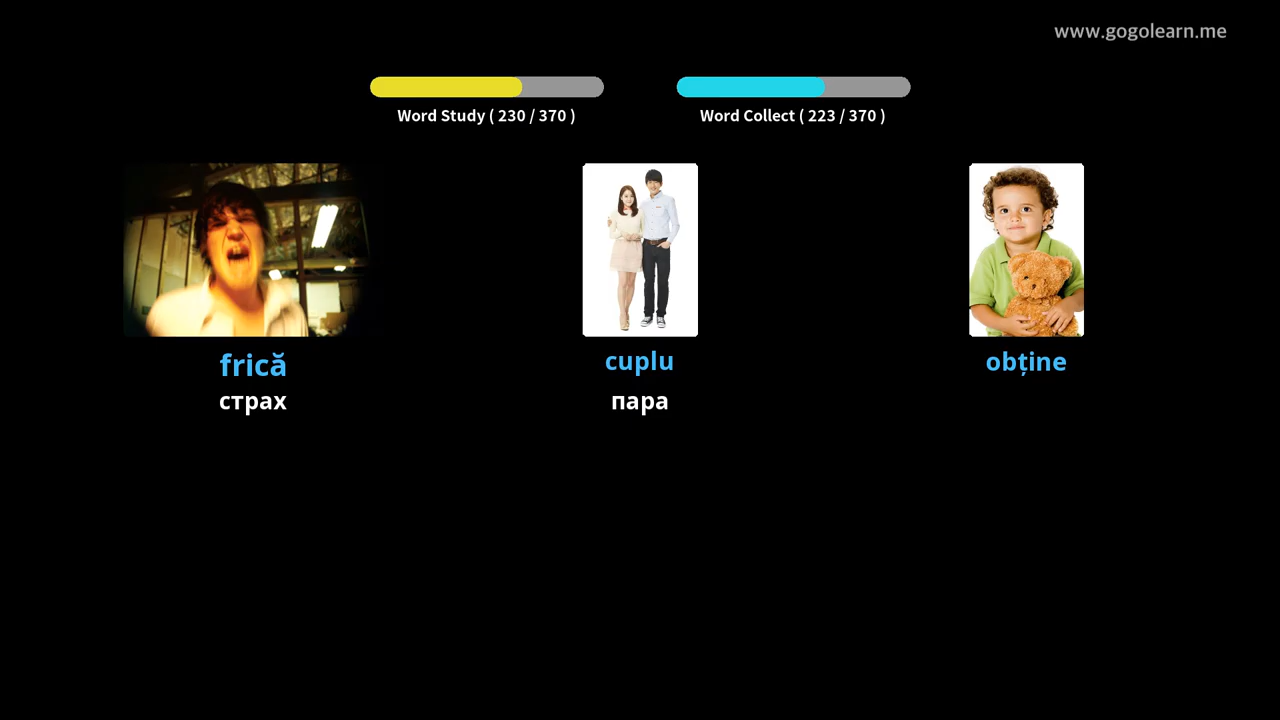 www.gogolearn.me
Word Study ( 230 / 370 )
Word Collect ( 223 / 370 )
frică
cuplu
obține
страх
пара